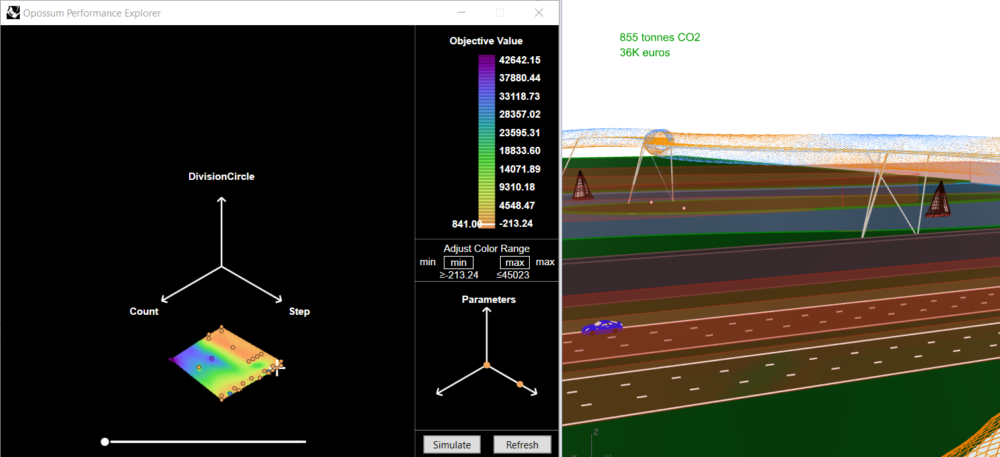 Opossum Performance Explorer
Objective Value
42642.15
37880.44
33118.73
28357.02
23595.31
18833.60
14071.89
9310.18
4548.47
841.00
-213.24
Adjust Color Range
min min max max
≥-213.24 ≤45023
Parameters
Simulate Refresh
DivisionCircle
Count
Step
855 tonnes CO2
36K euros
z